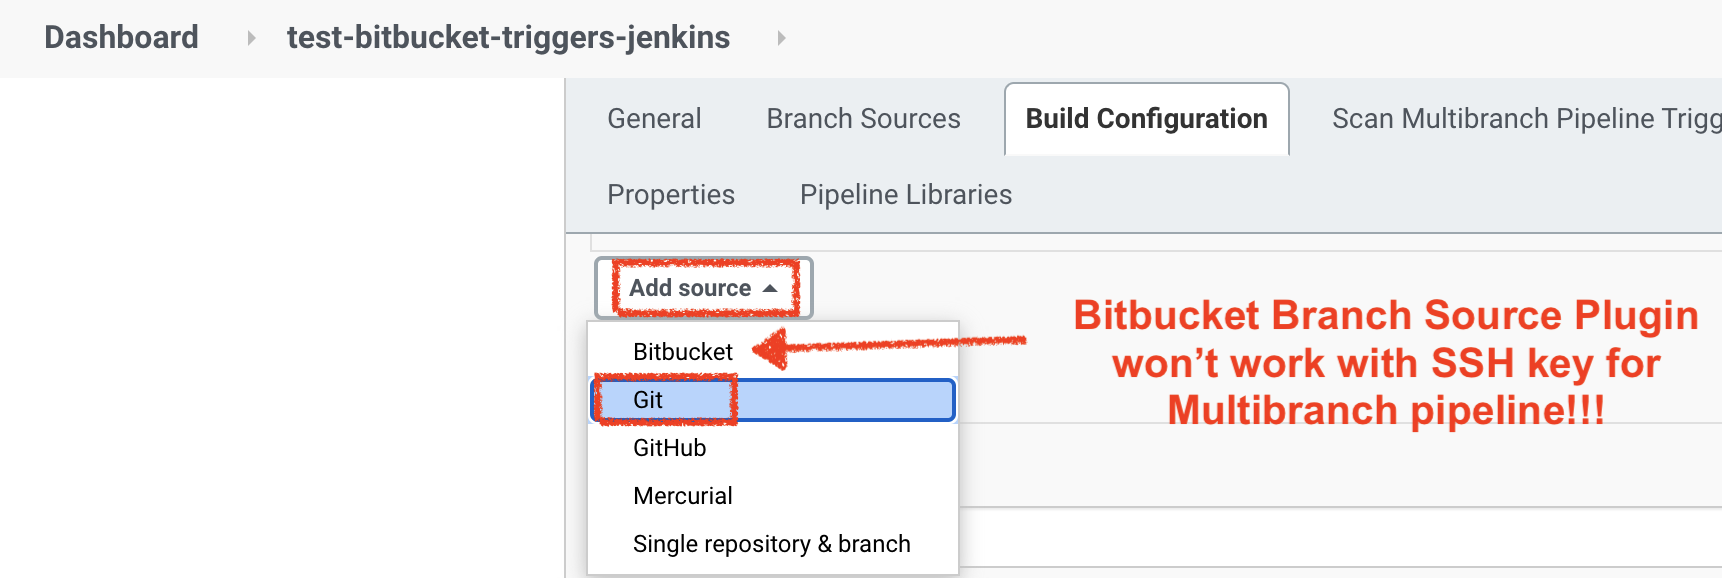 Dashboard test-bitbucket-triggers-jenkins
General Branch Sources Build Configuration Scan Multibranch Pipeline Trigg
Properties Pipeline Libraries
Add source
Bitbucket
Git
GitHub
Mercurial
Single repository & branch
Bitbucket Branch Source Plugin
won't work with SSH key for
Multibranch pipeline!!!